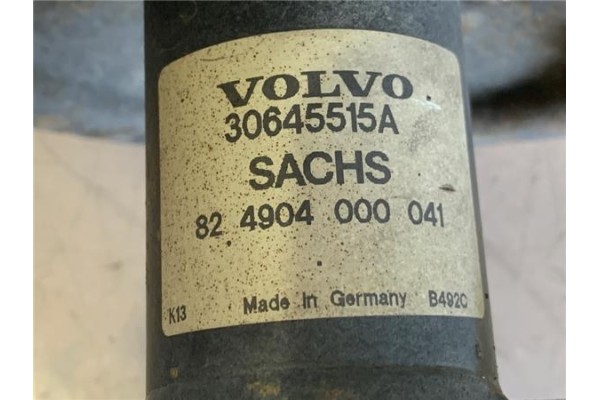 VOLVO
30645515A
SACHS
82 4904 000 041
K13 Made In Germany B492C